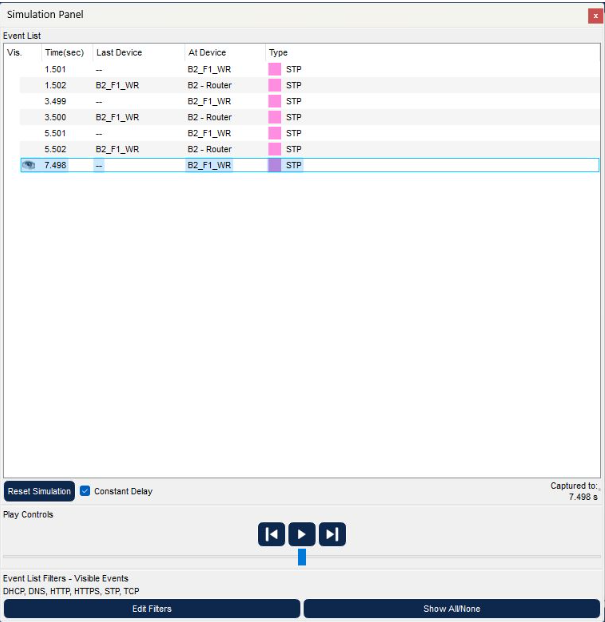 Simulation Panel
x
Event List
Vis. Time(sec) Last Device At Device Type
1.501 -- B2_F1_WR STP
1.502 B2_F1_WR B2 - Router STP
3.499 -- B2_F1_WR STP
3.500 B2_F1_WR B2 - Router STP
5.501 -- B2_F1_WR STP
5.502 B2_F1_WR B2 - Router STP
7.498 -- B2_F1_WR STP
Reset Simulation Constant Delay Captured to:
7.498 s
Play Controls
Event List Filters - Visible Events
DHCP, DNS, HTTP, HTTPS, STP, TCP
Edit Filters Show All/None